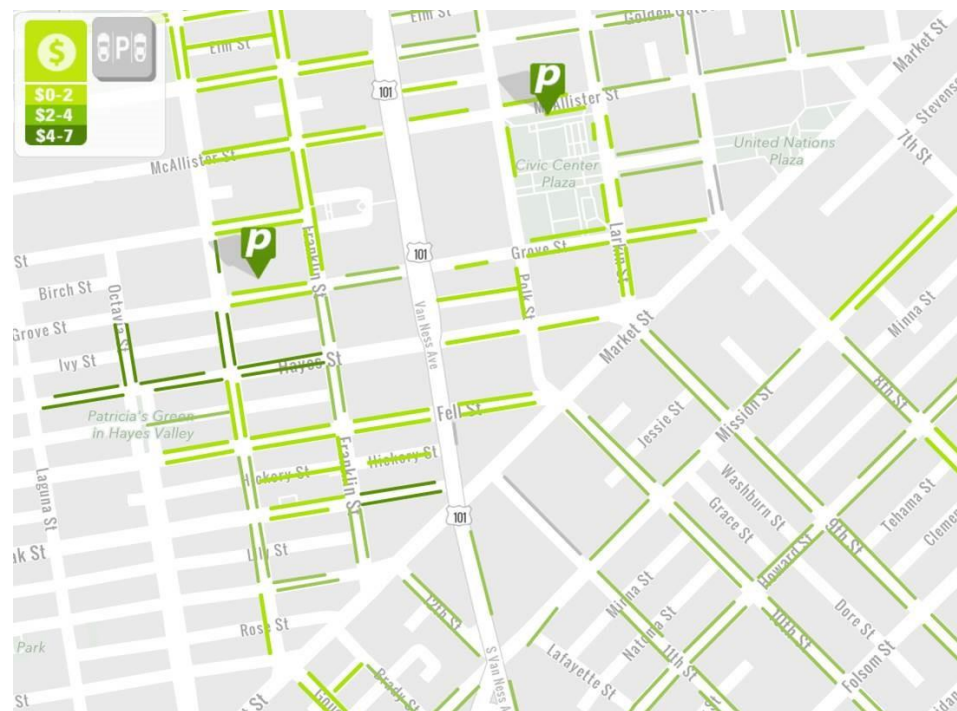 $
P
$0-2
$2-4
$4-7
Elm St
Elm St
Golden Gate
Market St
Stevens
101
P
McAllister St
McAllister St
7th St
United Nations
Plaza
Civic Center
Plaza
P
Franklin St
Grove St
101
Larkin St
St
Birch St
Octavia St
Polk St
Minna St
Grove St
Van Ness Ave
Market St
Ivy St
Hayes St
8th St
Patricia's Green
in Hayes Valley
Fell St
Jessie St
Mission St
Laguna St
Hickory St
Hickory St
Franklin St
Washburn St
Tehama St
Grace St
101
9th St
Clemen
ak St
Lily St
Howard St
Minna St
12th St
Natoma St
10th St
Dore St
Rose St
Park
Lafayette St
11th St
Folsom St
S Van Ness A
Brady St
Gou
St